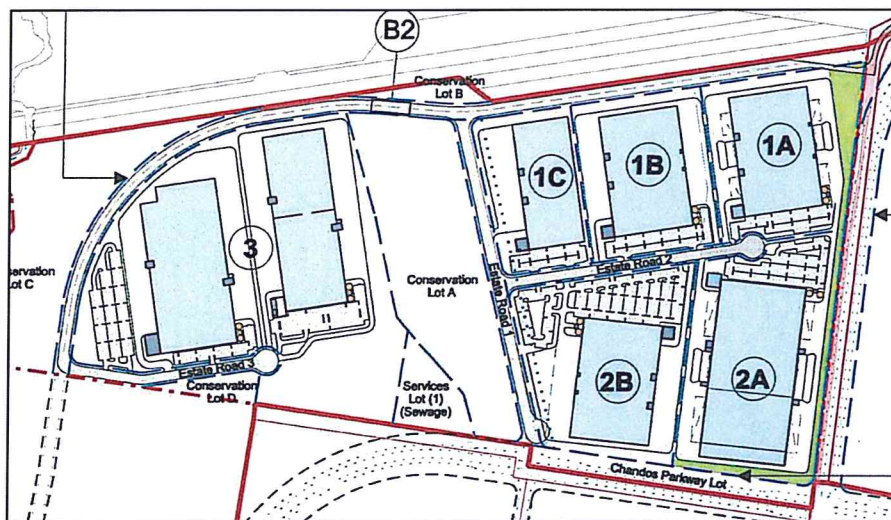 B2
Conservation
Lot B
1A
1B
1C
3
Estate Road 2
Estate Road 1
Conservation
Lot A
servation
Lot C
Estate Road 3
Conservation
Lot D
Services
Lot (1)
(Sewage)
2B
2A
Chandos Parkway Lot